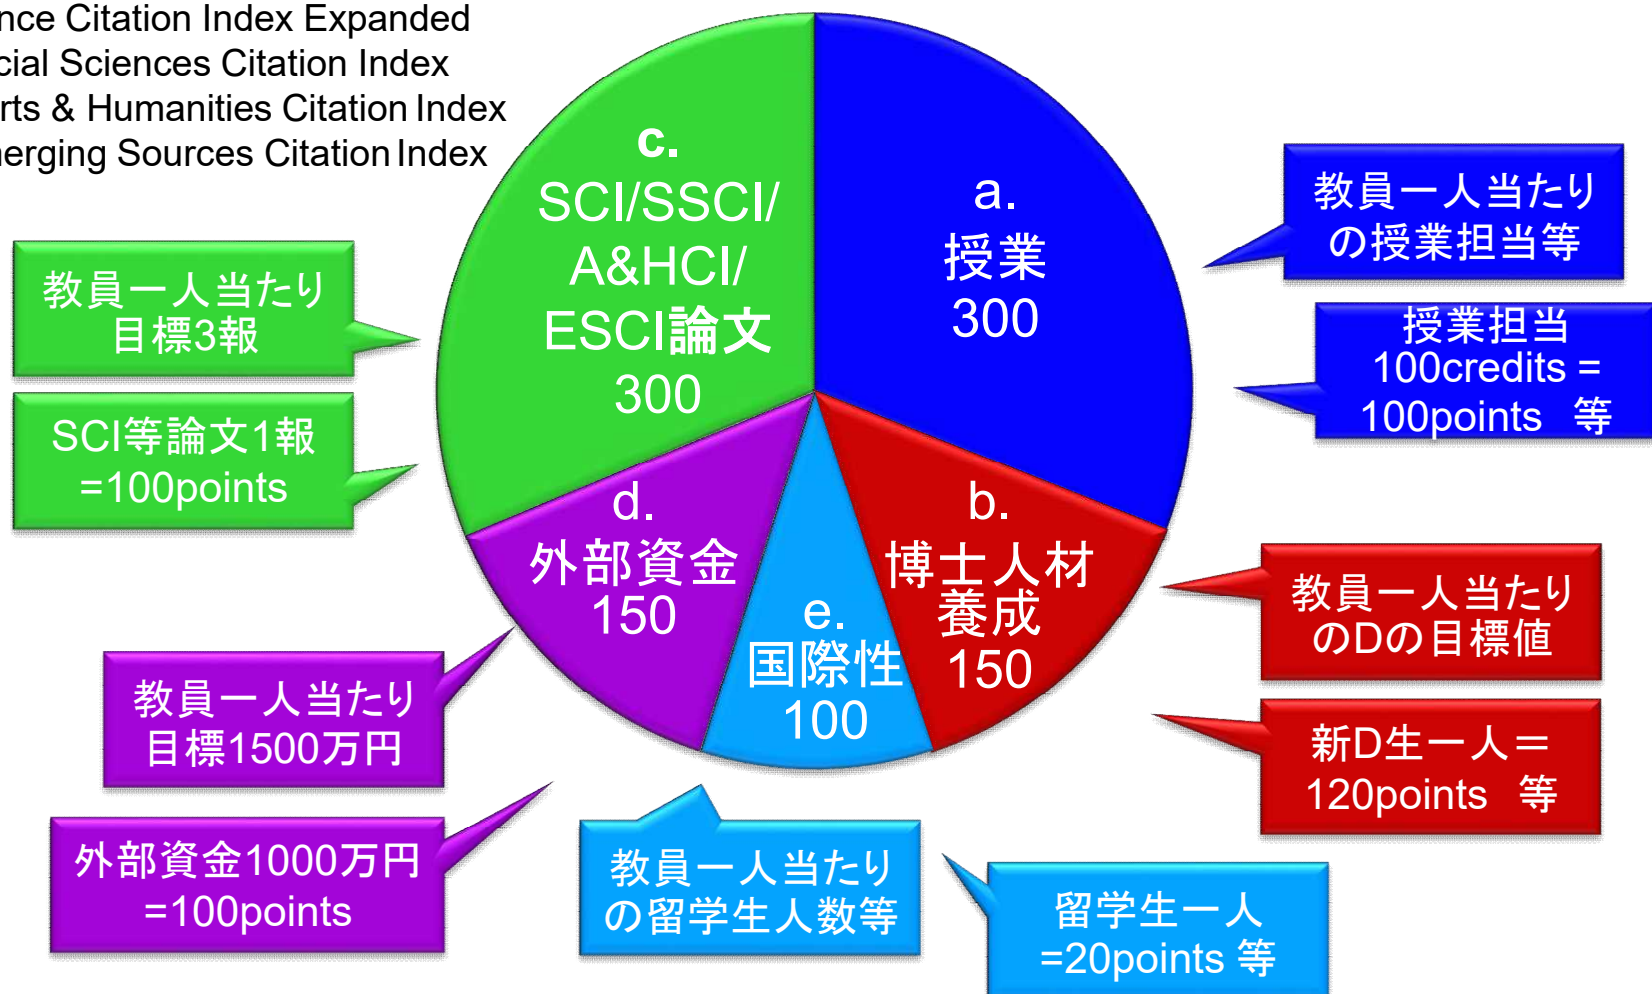 Citation Index Expanded
Sciences Citation Index
& Humanities Citation Index
Sources Citation Index
c.
SCI/SSCI/
A&HCI/
ESCI論文
300
a.
授業
300
教員一人当たり
の授業担当等
授業担当
100credits =
100points 等
教員一人当たり
目標3報
SCI等論文1報
=100points
d.
外部資金
150
e.
国際性
100
b.
博士人材
養成
150
教員一人当たり
のDの目標値
新D生一人＝
120points 等
教員一人当たり
目標1500万円
外部資金1000万円
=100points
教員一人当たり
の留学生人数等
留学生一人
=20points 等